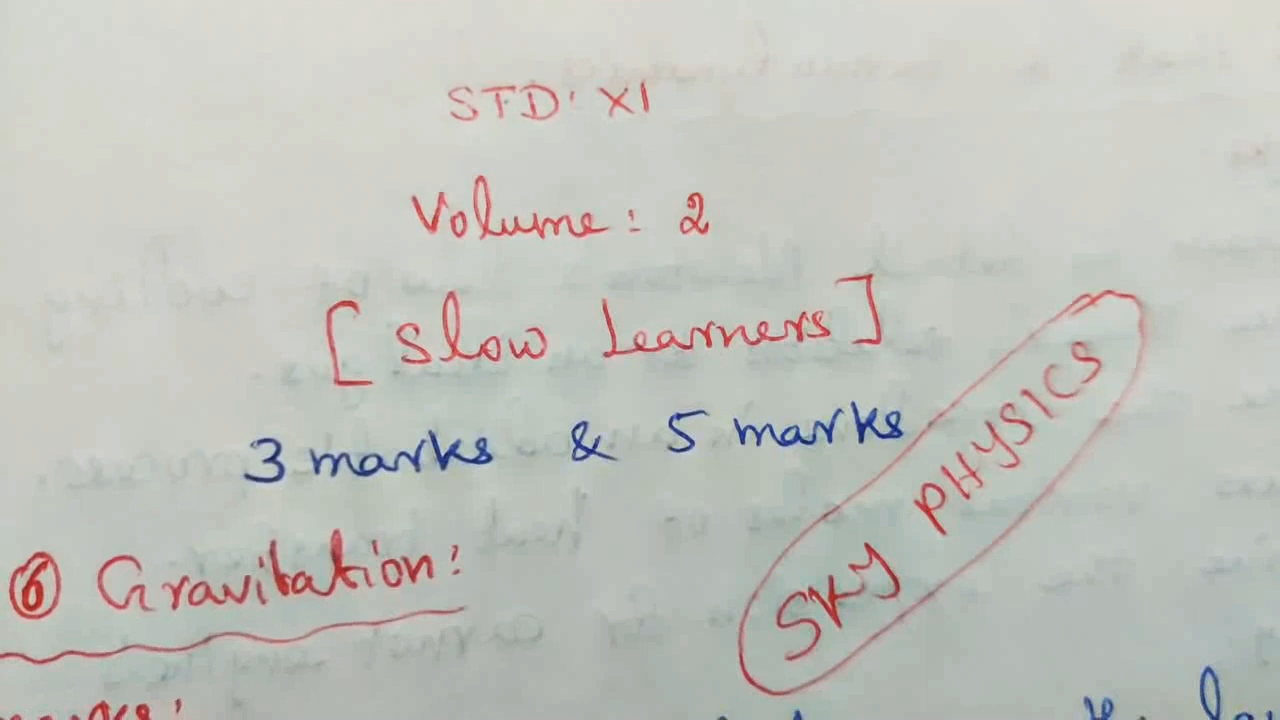 STD: XI
Volume: 2
[Slow Learners]
3 marks & 5 marks
SKY PHYSICS
⑥ Gravitation: